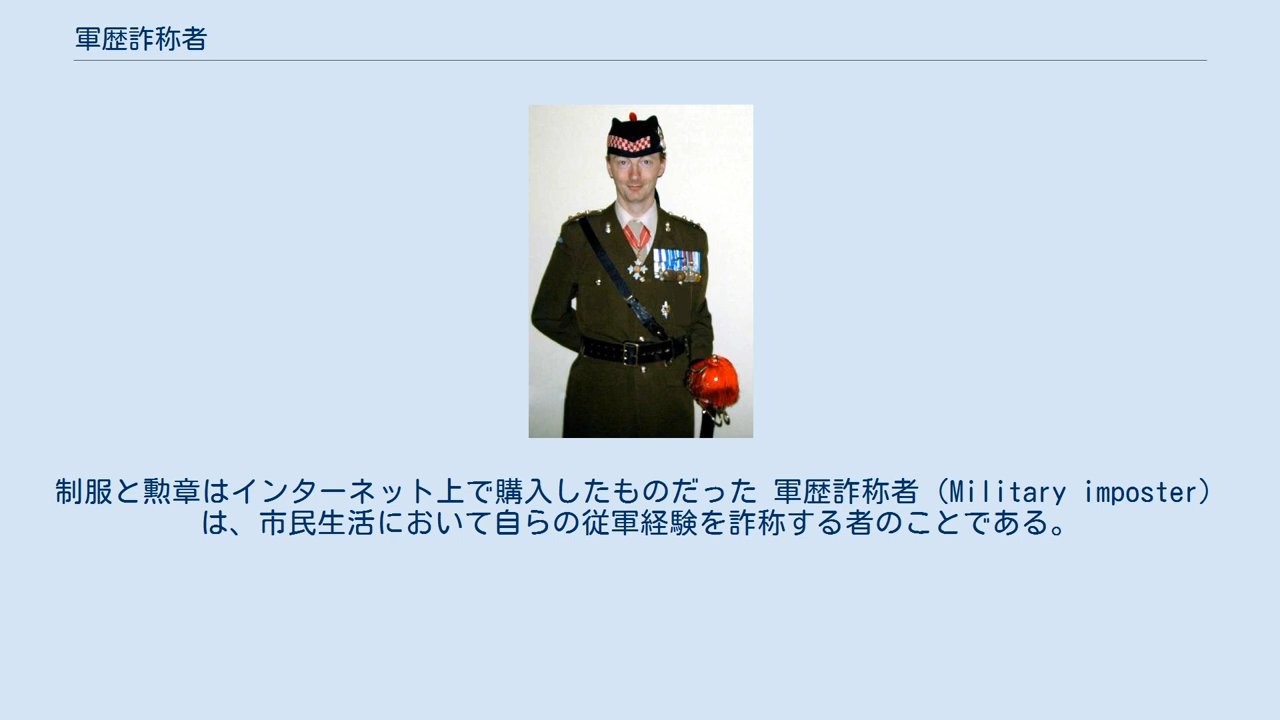 軍歴詐称者
制服と勲章はインターネット上で購入したものだった 軍歴詐称者（Military imposter）
は、市民生活において自らの従軍経験を詐称する者のことである。